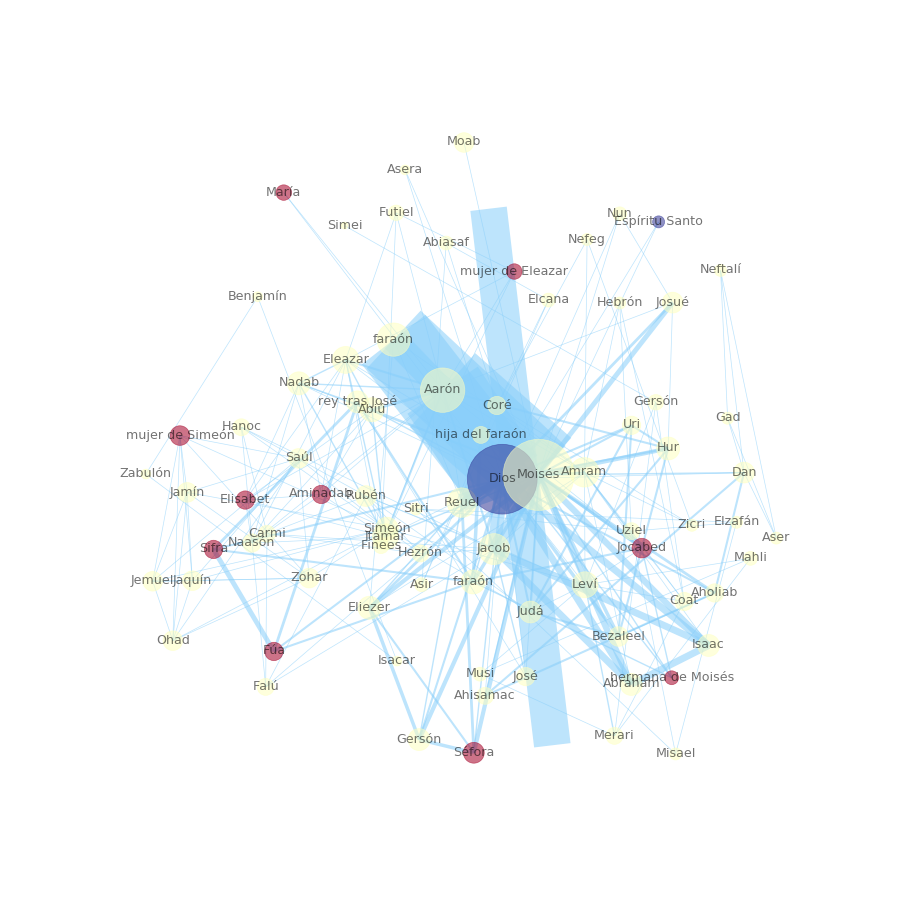 Moab
Asera
María
Futiel
Nun
Simei
Espíritu Santo
Abiasaf
Nefeg
mujer de Eleazar
Neftalí
Benjamín
Elcana
Hebrón
Josué
faraón
Eleazar
Nadab
Aarón
rey tras José
Abiú
Coré
Gersón
Gad
Uri
Hanoc
mujer de Simeón
hija del faraón
Hur
Saúl
Zabulón
Amram
Dan
Moisés
Dios
Jamín
Aminadab
Rubén
Elisabet
Reuel
Sitri
Elzafán
Zicri
Simeón
Uziel
Carmi
Itamar
Aser
Naasón
Finees
Sifra
Jacob
Jocabed
Hezrón
Mahli
Jemuel
Jaquín
Zohar
faraón
Asir
Leví
Aholiab
Coat
Eliezer
Judá
Bezaleel
Ohad
Isaac
Fúa
Isacar
Musi
José
hermana de Moisés
Abraham
Falú
Ahisamac
Merari
Gersón
Séfora
Misael